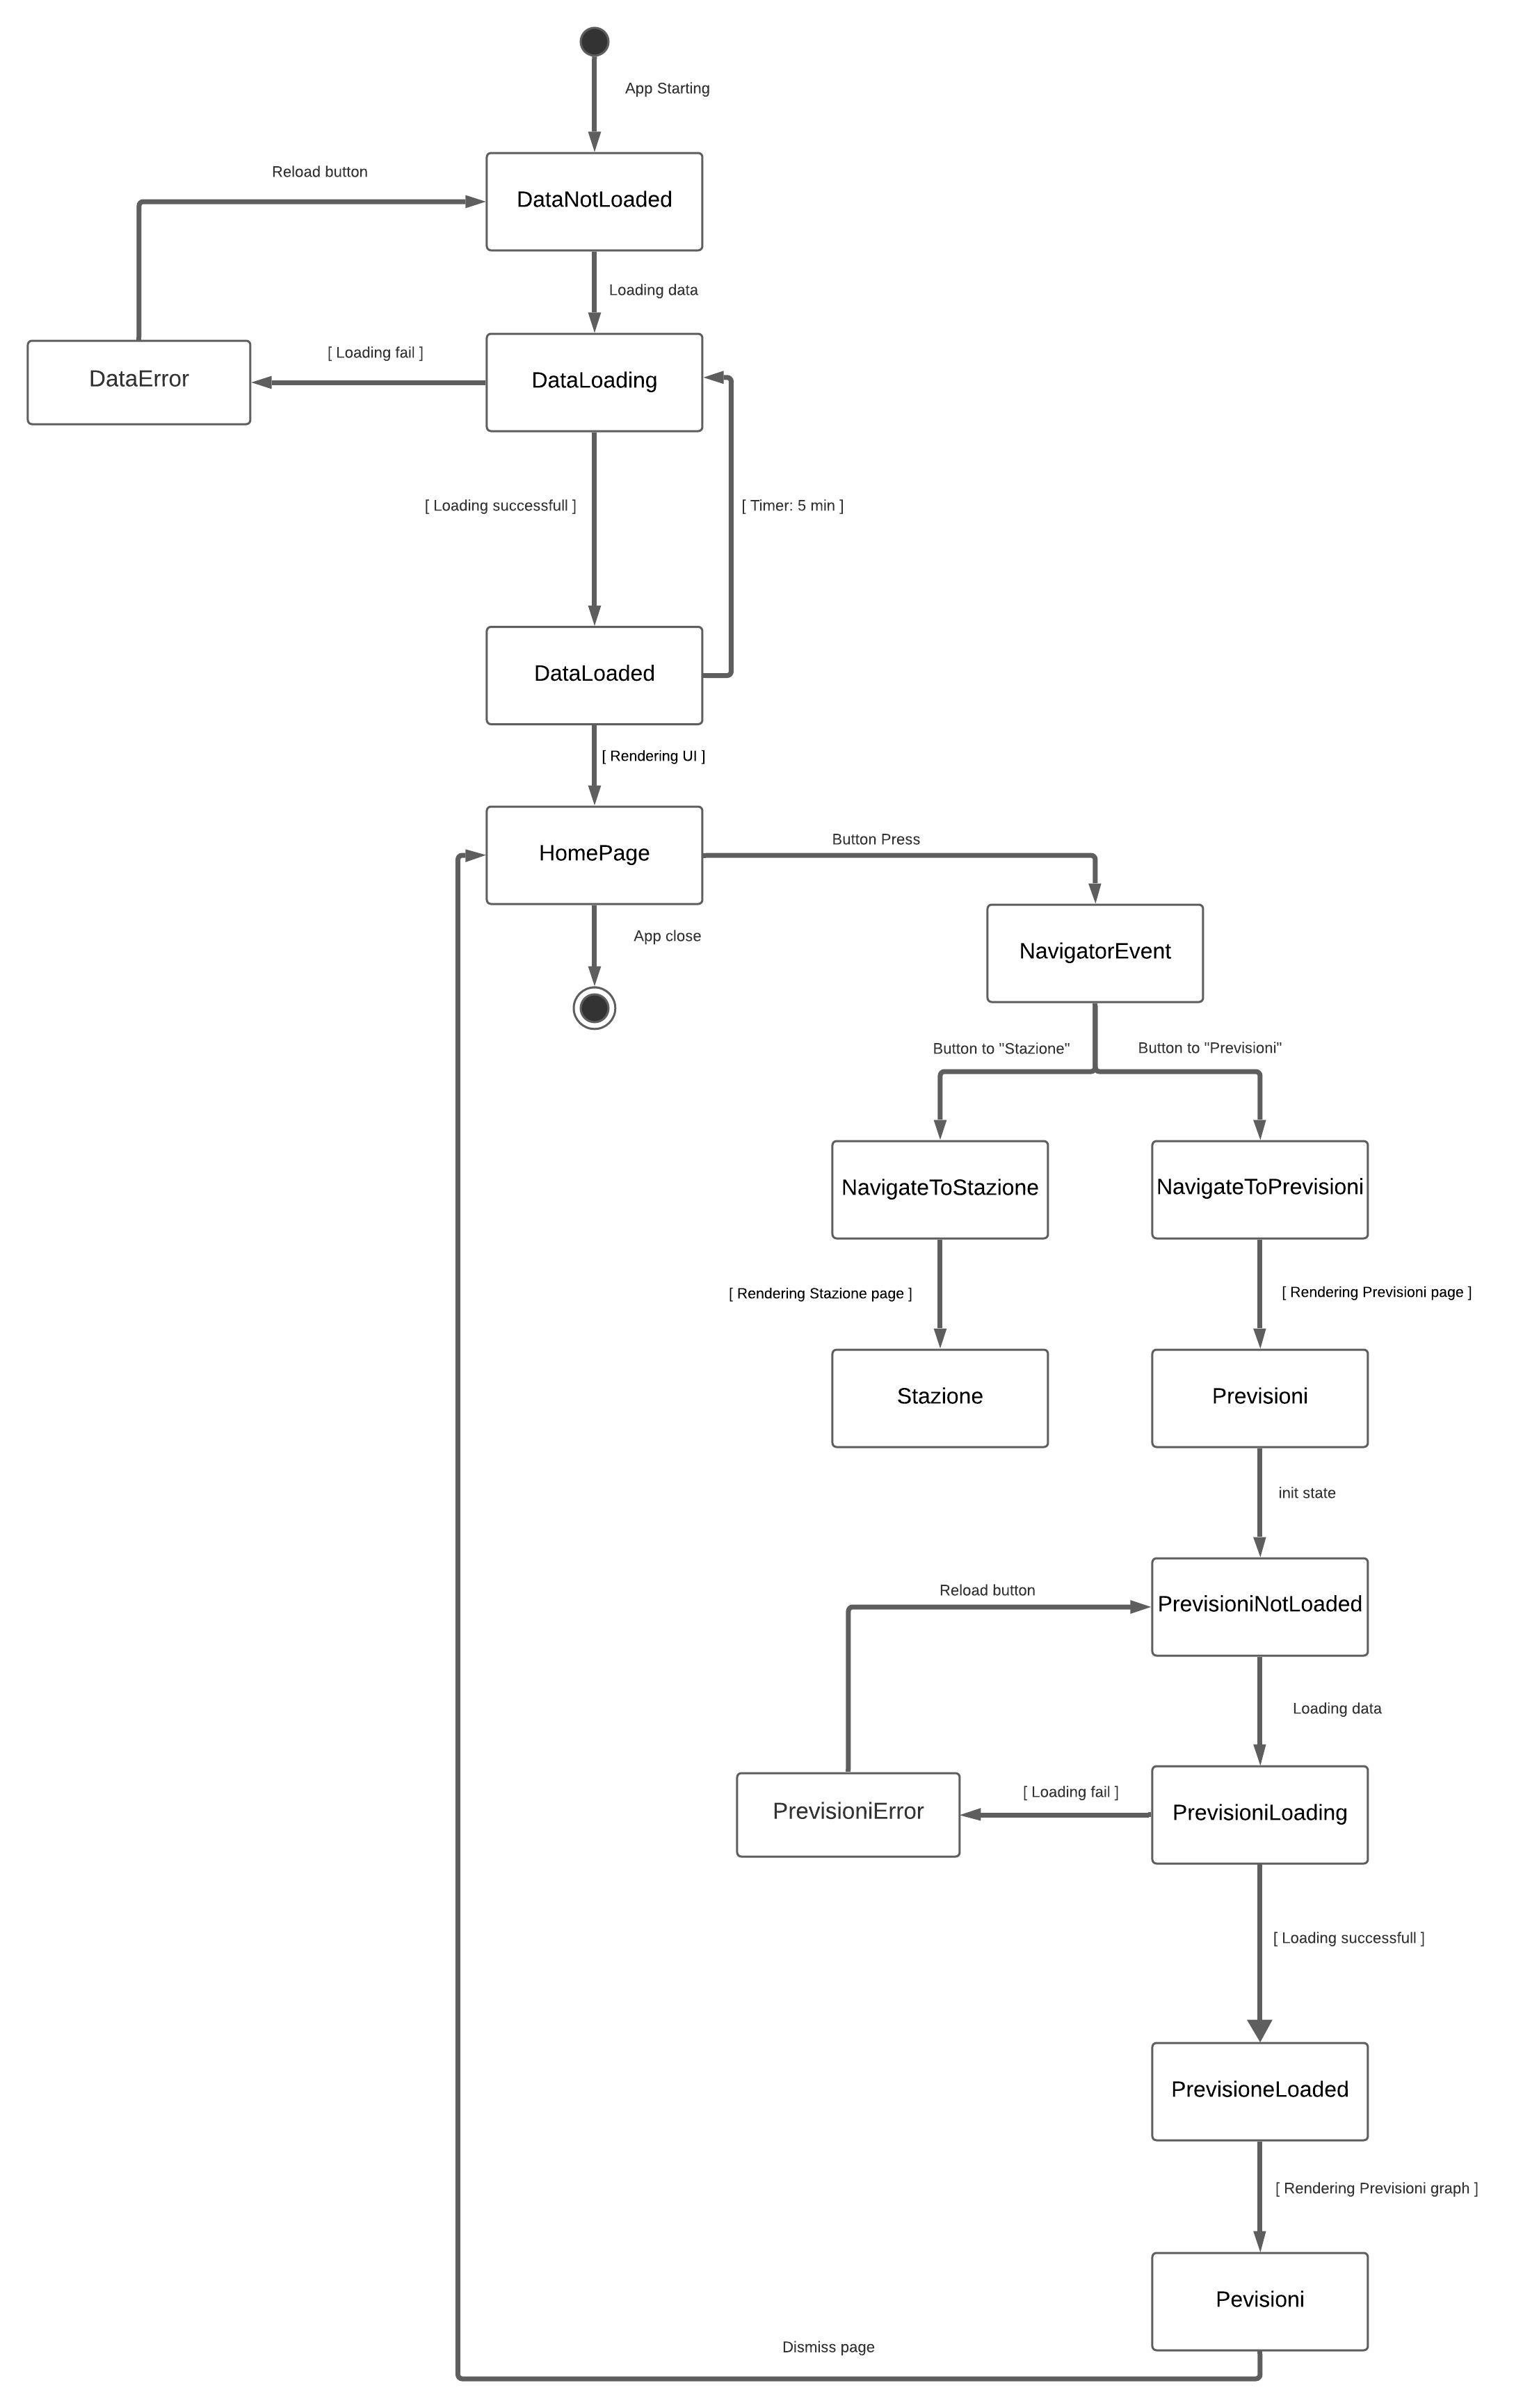 App Starting
Reload button
DataNotLoaded
Loading data
[ Loading fail ]
DataError
DataLoading
[ Loading successfull ]
[ Timer: 5 min ]
DataLoaded
[ Rendering UI ]
Button Press
HomePage
App close
NavigatorEvent
Button to "Stazione"
Button to "Previsioni"
NavigateToStazione
NavigateToPrevisioni
[ Rendering Stazione page ]
[ Rendering Previsioni page ]
Stazione
Previsioni
init state
Reload button
PrevisioniNotLoaded
Loading data
[ Loading fail ]
PrevisioniError
PrevisioniLoading
[ Loading successfull ]
PrevisioneLoaded
[ Rendering Previsioni graph ]
Pevisioni
Dismiss page